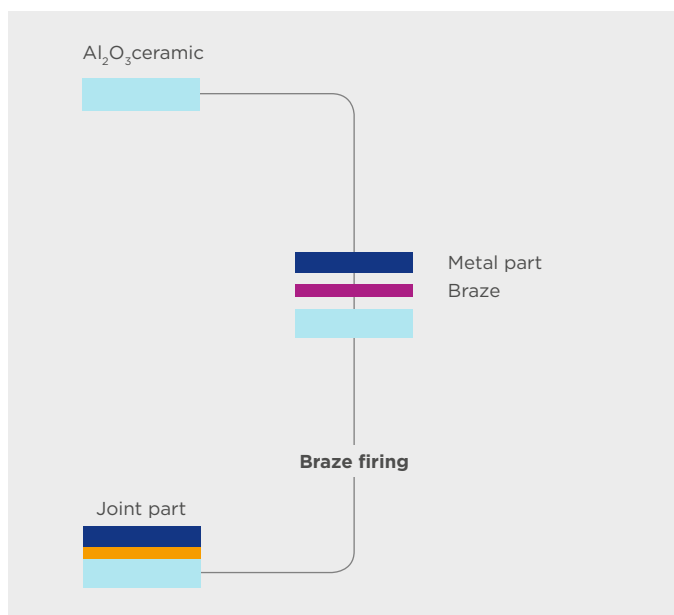 Al₂O₃ceramic
Metal part
Braze
Braze firing
Joint part